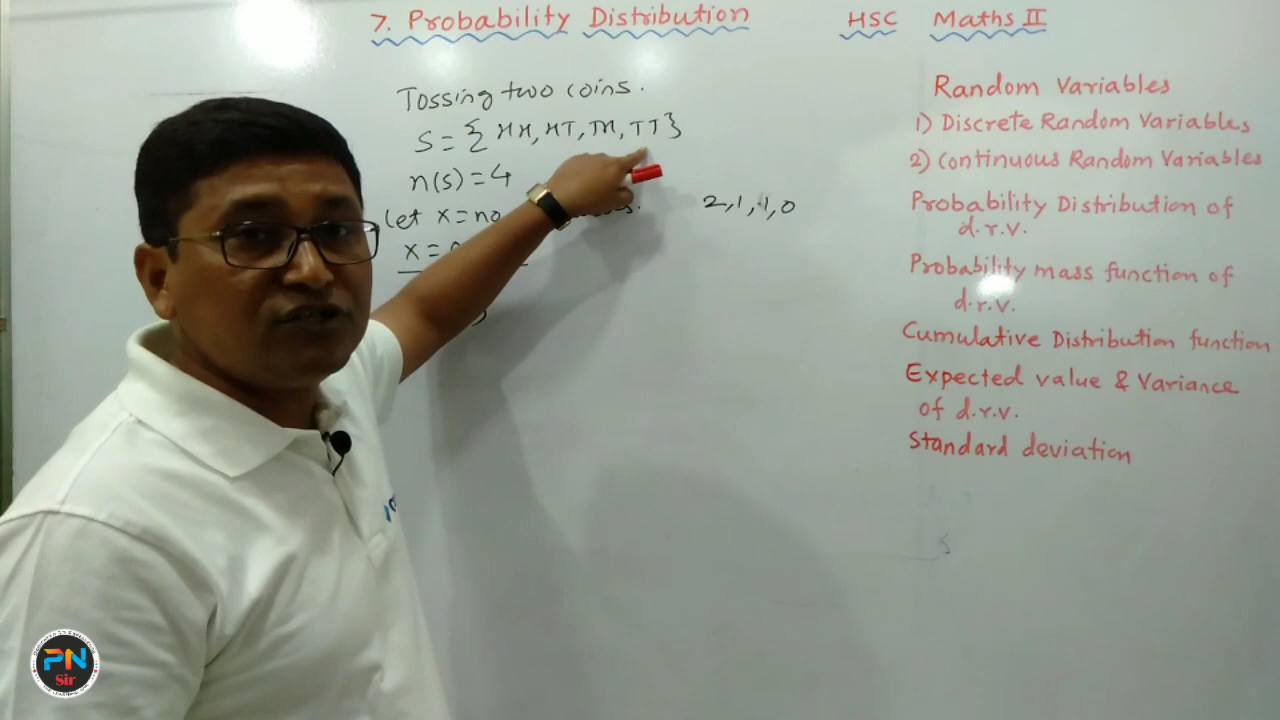 7. Probability Distribution
HSC Maths II
Tossing two coins.
S = { HH, HT, TH, TT }
n(s) = 4
let x = no
2, 1, 1, 0
x =
Random Variables
1) Discrete Random Variables
2) Continuous Random Variables
Probability Distribution of
d.r.v.
Probability mass function of
d.r.v.
Cumulative Distribution function
Expected value & Variance
of d.r.v.
Standard deviation
PN
Sir